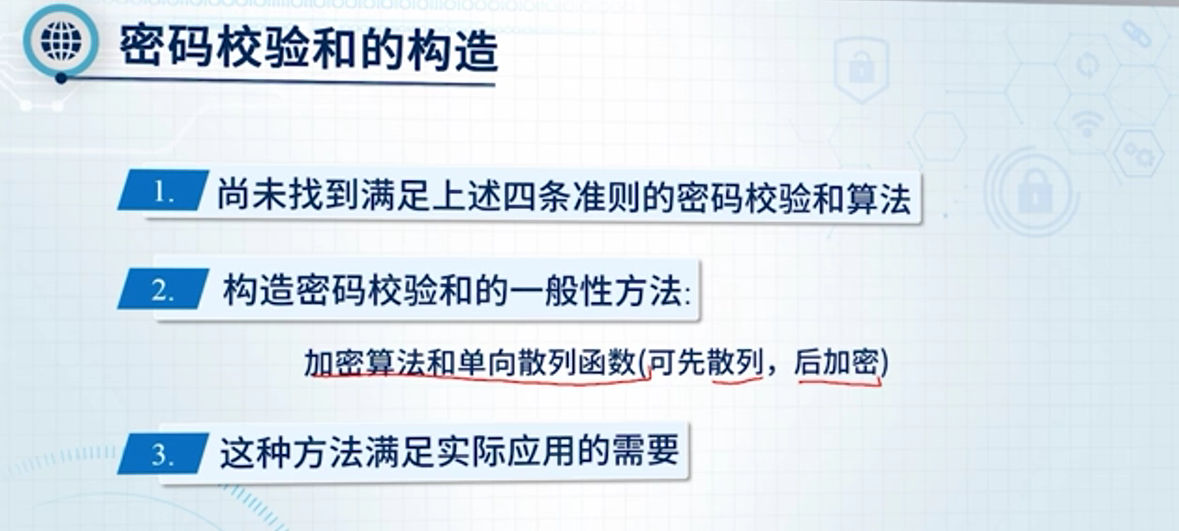 密码校验和的构造
1. 尚未找到满足上述四条准则的密码校验和算法
2. 构造密码校验和的一般性方法:
加密算法和单向散列函数(可先散列，后加密)
3. 这种方法满足实际应用的需要